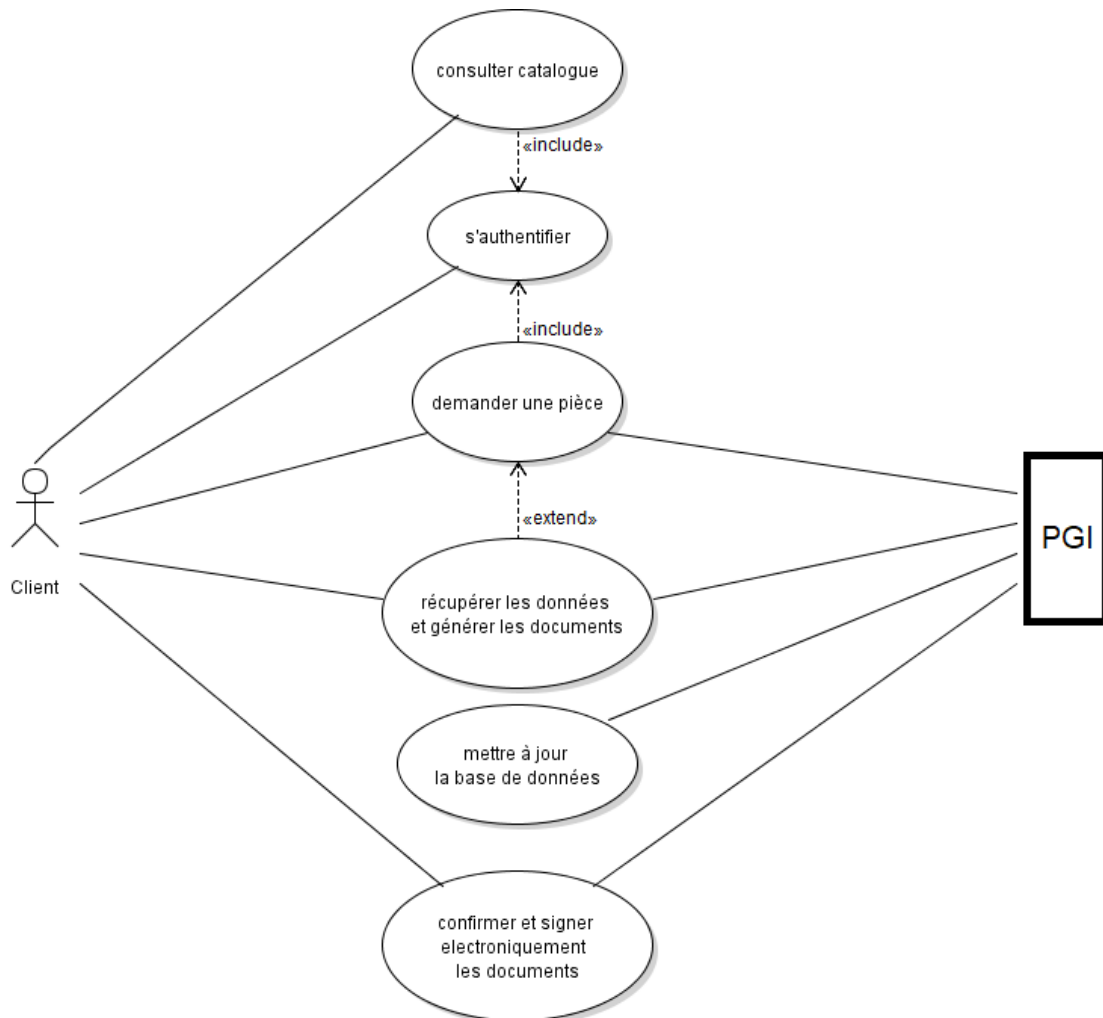 consulter catalogue
«include»
s'authentifier
«include»
demander une pièce
«extend»
PGI
Client
récupérer les données
et générer les documents
mettre à jour
la base de données
confirmer et signer
electroniquement
les documents